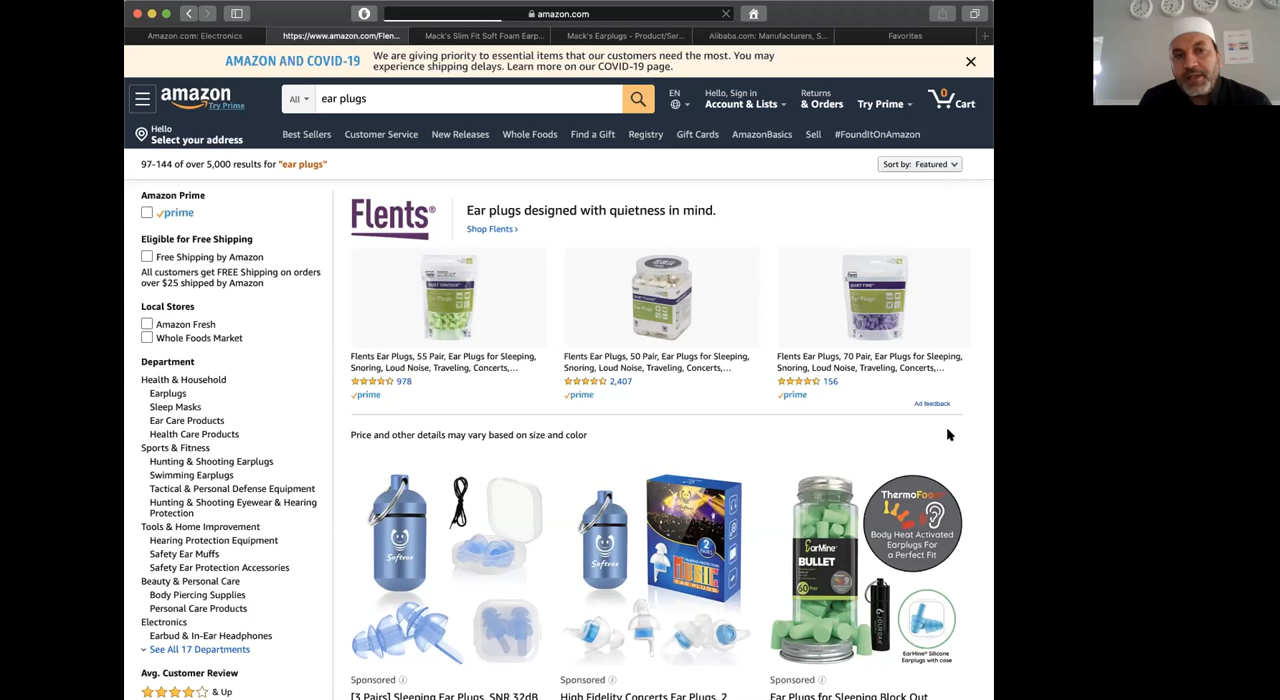 amazon.com
Amazon.com: Electronics
https://www.amazon.com/Flen...
Mack's Slim Fit Soft Foam Earp...
Mack's Earplugs - Product/Ser...
Alibaba.com: Manufacturers, S...
Favorites
AMAZON AND COVID-19
We are giving priority to essential items that our customers need the most. You may
experience shipping delays. Learn more on our COVID-19 page.
amazon
Try Prime
All
ear plugs
EN
Hello, Sign in
Account & Lists
Returns
& Orders
Try Prime
0
Cart
Hello
Select your address
Best Sellers
Customer Service
New Releases
Whole Foods
Find a Gift
Registry
Gift Cards
AmazonBasics
Sell
#FoundItOnAmazon
97-144 of over 5,000 results for "ear plugs"
Sort by: Featured
Amazon Prime
prime
Eligible for Free Shipping
Free Shipping by Amazon
All customers get FREE Shipping on orders
over $25 shipped by Amazon
Local Stores
Amazon Fresh
Whole Foods Market
Department
Health & Household
Earplugs
Sleep Masks
Ear Care Products
Health Care Products
Sports & Fitness
Hunting & Shooting Earplugs
Swimming Earplugs
Tactical & Personal Defense Equipment
Hunting & Shooting Eyewear & Hearing
Protection
Tools & Home Improvement
Hearing Protection Equipment
Safety Ear Muffs
Safety Ear Protection Accessories
Beauty & Personal Care
Body Piercing Supplies
Personal Care Products
Electronics
Earbud & In-Ear Headphones
See All 17 Departments
Avg. Customer Review
& Up
Flents®
Ear plugs designed with quietness in mind.
Shop Flents ›
Flents Ear Plugs, 55 Pair, Ear Plugs for Sleeping,
Snoring, Loud Noise, Traveling, Concerts,...
978
prime
Flents Ear Plugs, 50 Pair, Ear Plugs for Sleeping,
Snoring, Loud Noise, Traveling, Concerts,...
2,407
prime
Flents Ear Plugs, 70 Pair, Ear Plugs for Sleeping,
Snoring, Loud Noise, Traveling, Concerts,...
156
prime
Ad feedback
Price and other details may vary based on size and color
Softvox
Softvox
2
PAIRS
MUSIC
EAR PLUGS
EarMine
BULLET
60
ThermoFoam
Body Heat Activated
Earplugs For
a Perfect Fit
EarMine® Silicone
Earplugs with case
Sponsored
[3 Pairs] Sleeping Ear Plugs, SNR 32dB
Sponsored
High Fidelity Concerts Ear Plugs, 2
Sponsored
Ear Plugs for Sleeping Block Out